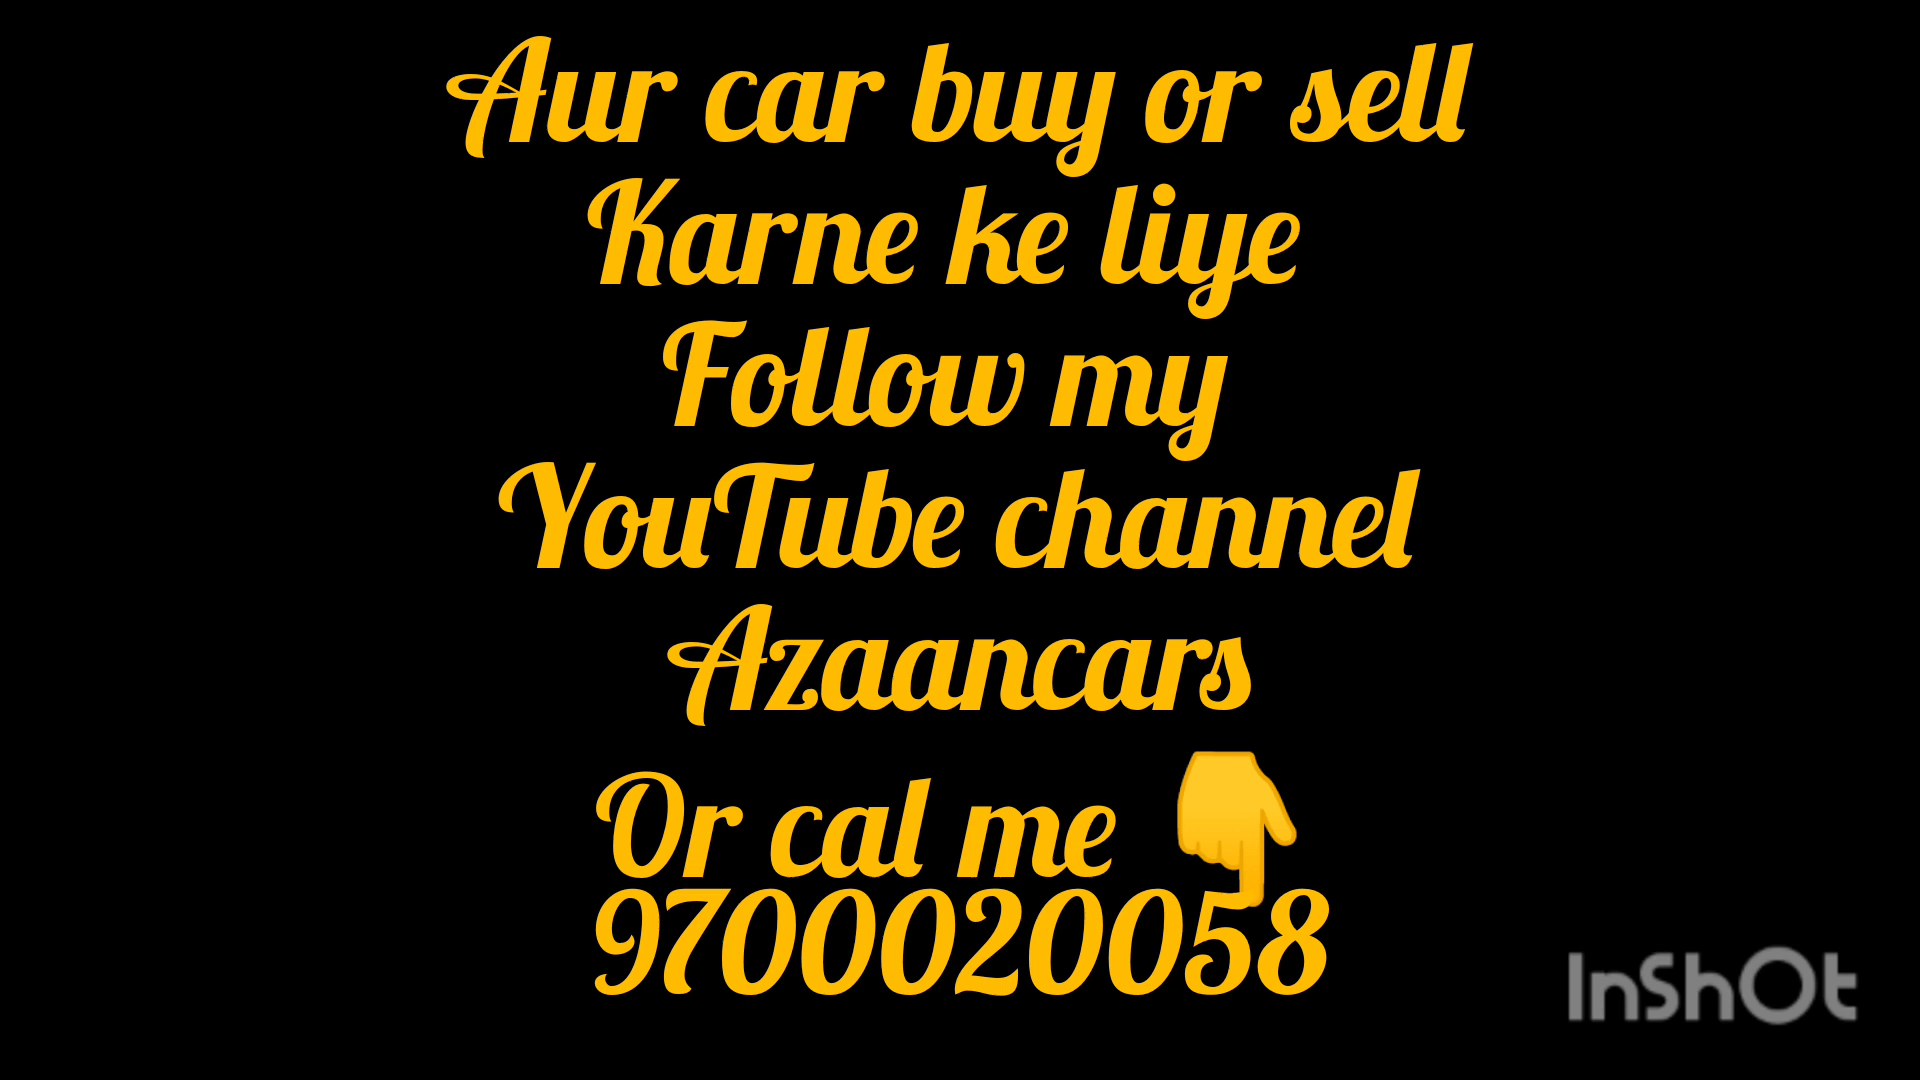 Aur car buy or sell
Karne ke liye
Follow my
YouTube channel
Azaancars
Or cal me 👇
9700020058
InShOt